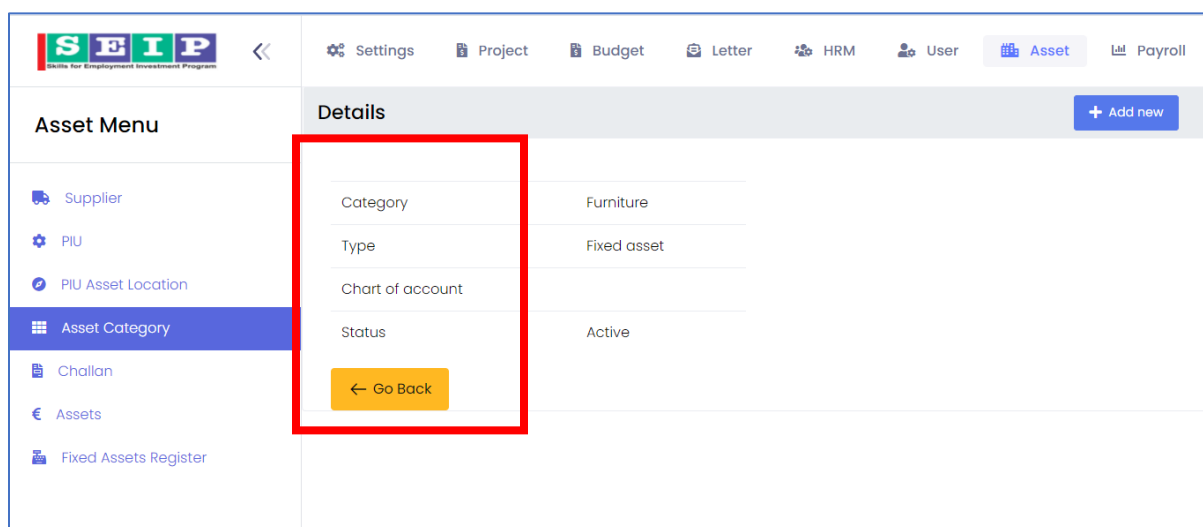 SEIP
Skills for Employment Investment Program
Settings Project Budget Letter HRM User Asset Payroll
Asset Menu
Supplier
PIU
PIU Asset Location
Asset Category
Challan
Assets
Fixed Assets Register
Details
+ Add new
Category Furniture
Type Fixed asset
Chart of account
Status Active
← Go Back